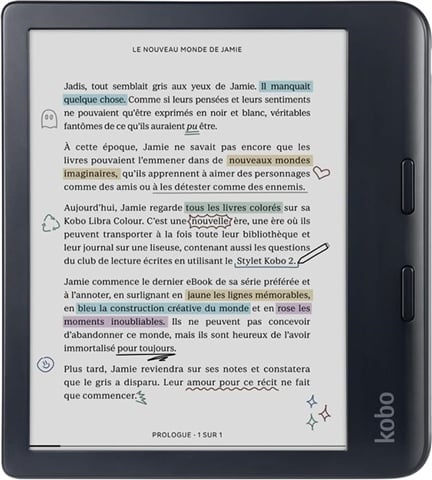 LE NOUVEAU MONDE DE JAMIE
Jadis, tout semblait gris aux yeux de Jamie. Il manquait
quelque chose. Comme si leurs pensées et leurs sentiments
ne pouvaient qu'être exprimés en noir et blanc, véritables
fantômes de ce qu'ils auraient pu être.
À cette époque, Jamie ne savait pas encore que les
livres pouvaient l'emmener dans de nouveaux mondes
imaginaires, qu'ils apprennent à aimer des personnages
comme des amis ou à les détester comme des ennemis.
Aujourd'hui, Jamie regarde tous les livres colorés sur sa
Kobo Libra Colour. C'est une nouvelle ère, une ère où ils
peuvent transporter à la fois toute leur bibliothèque et
leur journal sur une liseuse, contenant aussi les questions
du club de lecture écrites en utilisant le Stylet Kobo 2.
Jamie commence le dernier eBook de sa série préférée et
à l'annoter, en surlignant en jaune les lignes mémorables,
en bleu la construction créative du monde et en rose les
moments inoubliables. Ils ne peuvent pas concevoir
d'abandonner ce monde, mais ils sont heureux de l'avoir
immortalisé pour toujours.
Plus tard, Jamie reviendra sur ses notes et constatera
que le gris a disparu. Leur amour pour ce récit ne fait
que commencer.
PROLOGUE - 1 SUR 1
kobo